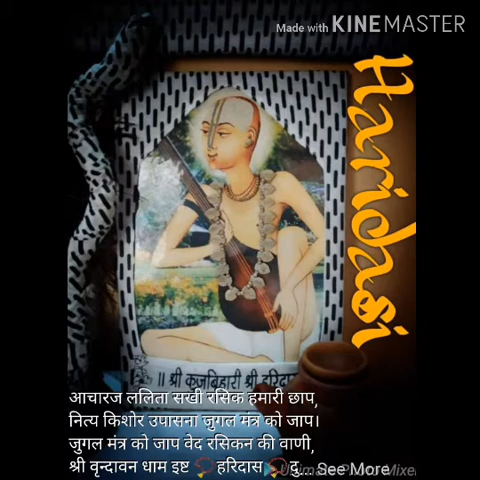 Made with KINEMASTER
Haridasi
॥ श्री कुंजबिहारी श्री हरिदास
आचारज ललिता सखी रसिक हमारी छाप,
नित्य किशोर उपासना जुगल मंत्र को जाप।
जुगल मंत्र को जाप वेद रसिकन की वाणी,
श्री वृन्दावन धाम इष्ट 📿 हरिदास 📿 दु... See More